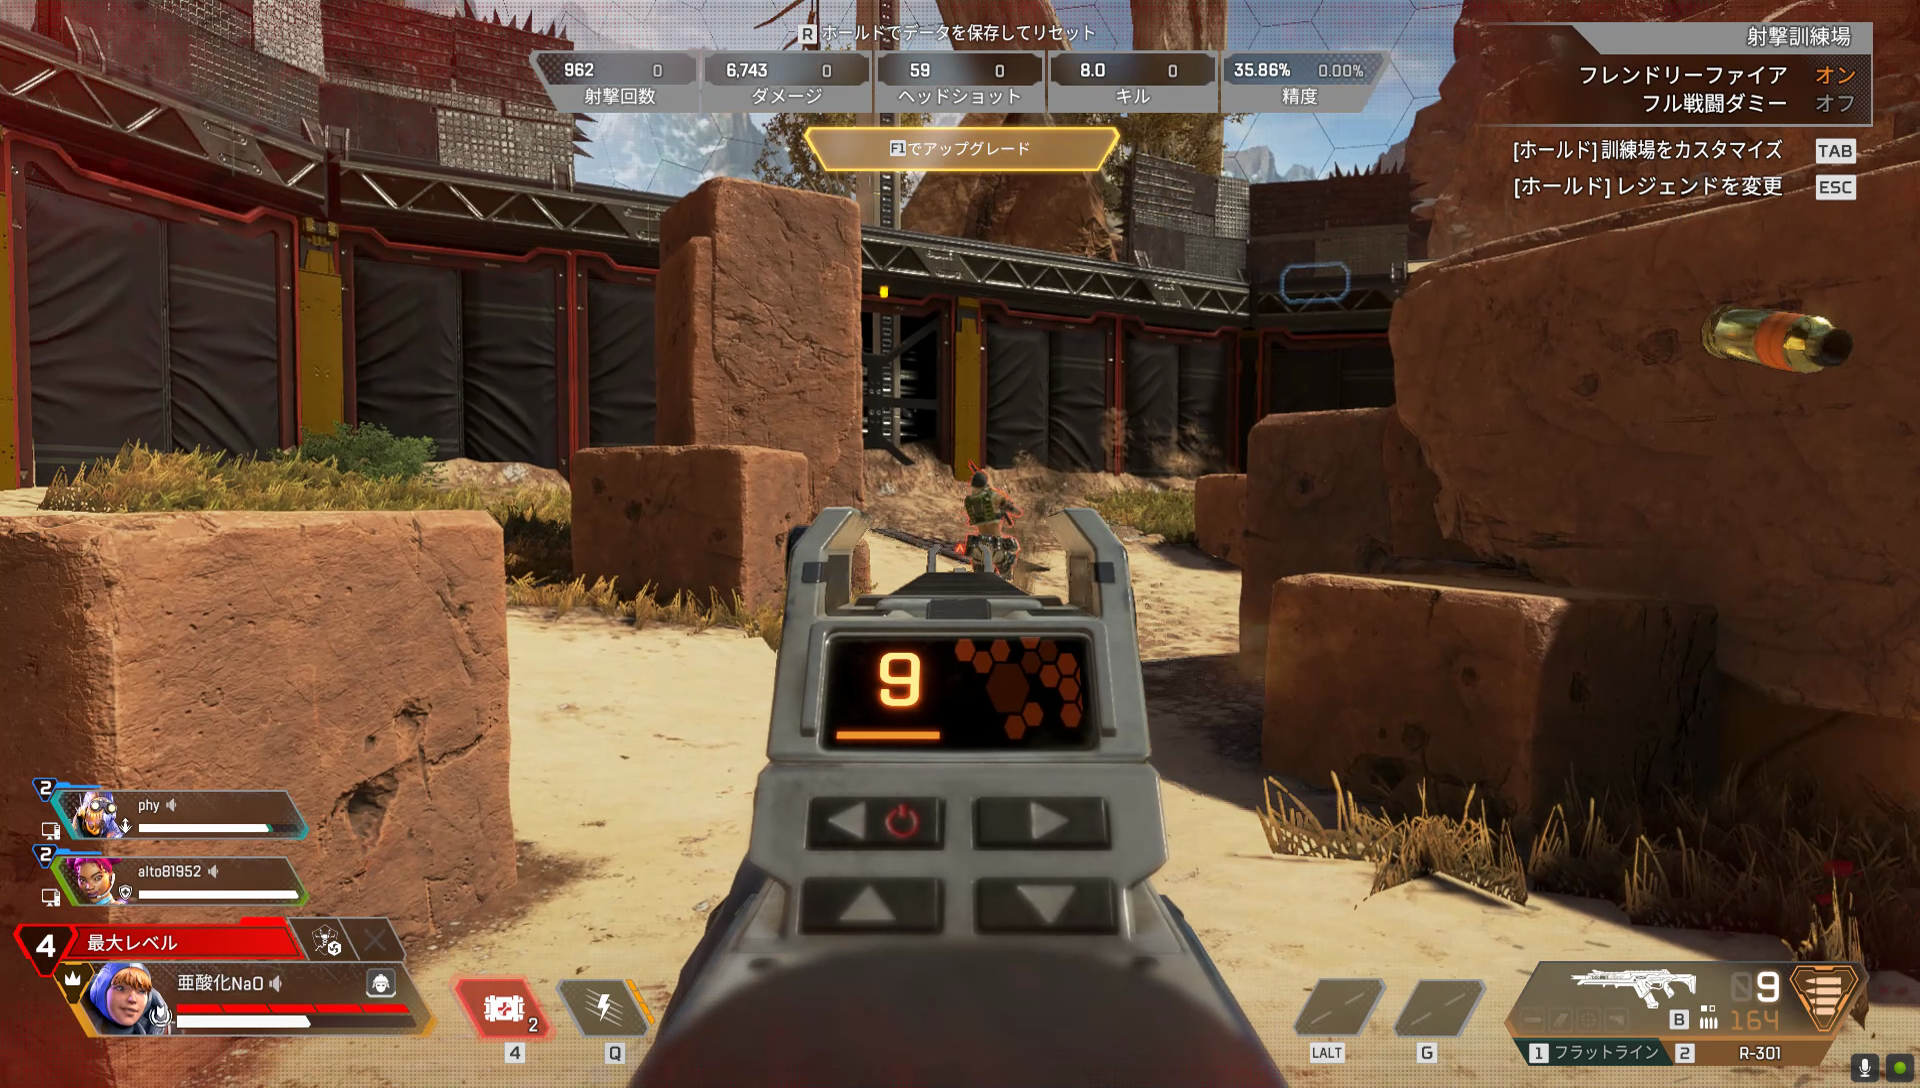 R ホールドでデータを保存してリセット
962 0 6,743 0 59 0 8.0 0 35.86% 0.00%
射撃回数 ダメージ ヘッドショット キル 精度
F1でアップグレード
射撃訓練場
フレンドリーファイア オン
フル戦闘ダミー オフ
[ホールド]訓練場をカスタマイズ TAB
[ホールド]レジェンドを変更 ESC
9
2
phy
2
alto81952
4 最大レベル
亜酸化NaO
2
4 Q
LALT G
09
B 164
1 フラットライン 2 R-301